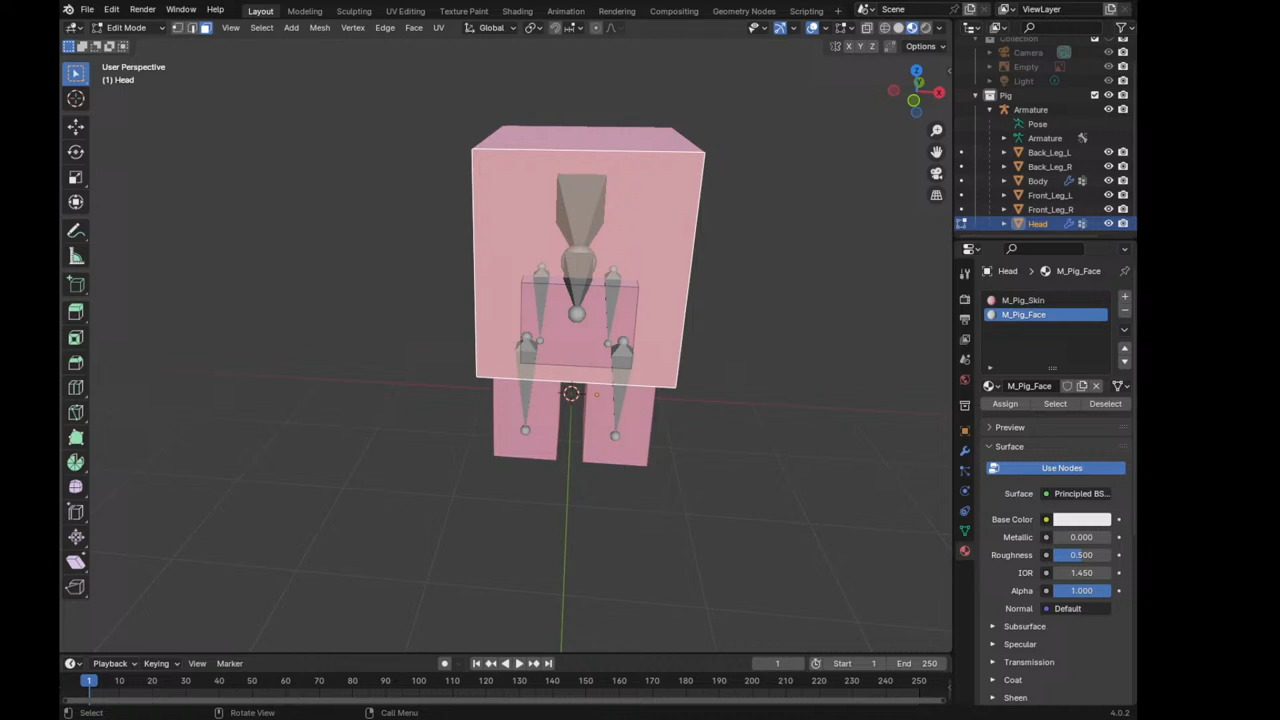 File Edit Render Window Help Layout Modeling Sculpting UV Editing Texture Paint Shading Animation Rendering Compositing Geometry Nodes Scripting Scene ViewLayer
Edit Mode View Select Add Mesh Vertex Edge Face UV Global
X Y Z Options
User Perspective
(1) Head
Z
Y
X
Collection
Camera
Empty
Light
Pig
Armature
Pose
Armature
Back_Leg_L
Back_Leg_R
Body
Front_Leg_L
Front_Leg_R
Head
Head > M_Pig_Face
M_Pig_Skin
M_Pig_Face
M_Pig_Face
Assign Select Deselect
Preview
Surface
Use Nodes
Surface Principled BS...
Base Color
Metallic 0.000
Roughness 0.500
IOR 1.450
Alpha 1.000
Normal Default
Subsurface
Specular
Transmission
Coat
Sheen
Playback Keying View Marker 1 Start 1 End 250
1 10 20 30 40 50 60 70 80 90 100 110 120 130 140 150 160 170 180 190 200 210 220 230 240 250
Select Rotate View Call Menu 4.0.2